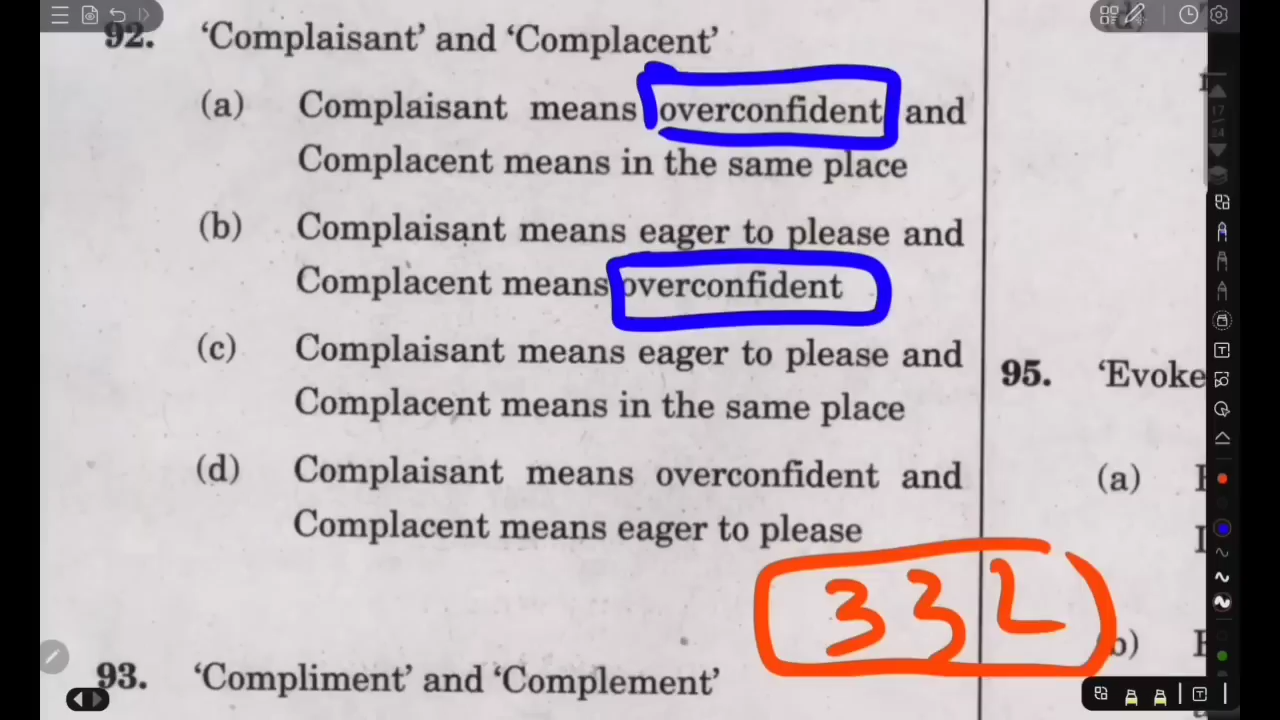 92. ‘Complaisant’ and ‘Complacent’
(a) Complaisant means overconfident and
Complacent means in the same place
(b) Complaisant means eager to please and
Complacent means overconfident
(c) Complaisant means eager to please and
Complacent means in the same place
(d) Complaisant means overconfident and
Complacent means eager to please
332
93. ‘Compliment’ and ‘Complement’
95. ‘Evoke
(a)
(b)
17
24